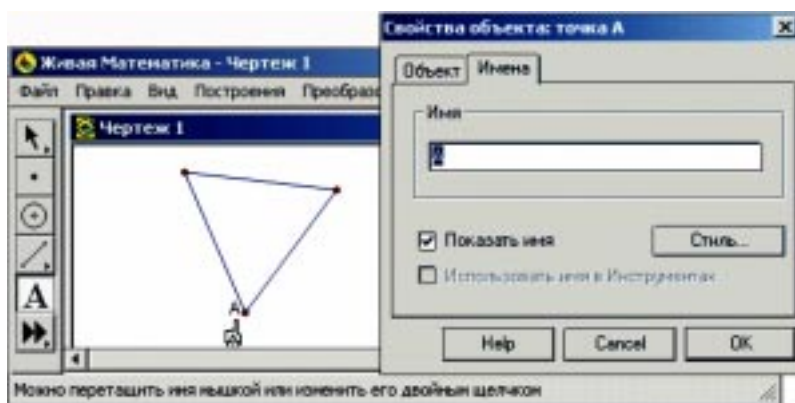 Живая Математика - Чертеж 1
Файл Правка Вид Построения Преобраз
Чертеж 1
A
A
Можно перетащить имя мышкой или изменить его двойным щелчком
Свойства объекта: точка A
Объект Имена
Имя
A
Показать имя
Стиль...
Использовать имя в Инструментах
Help Cancel OK